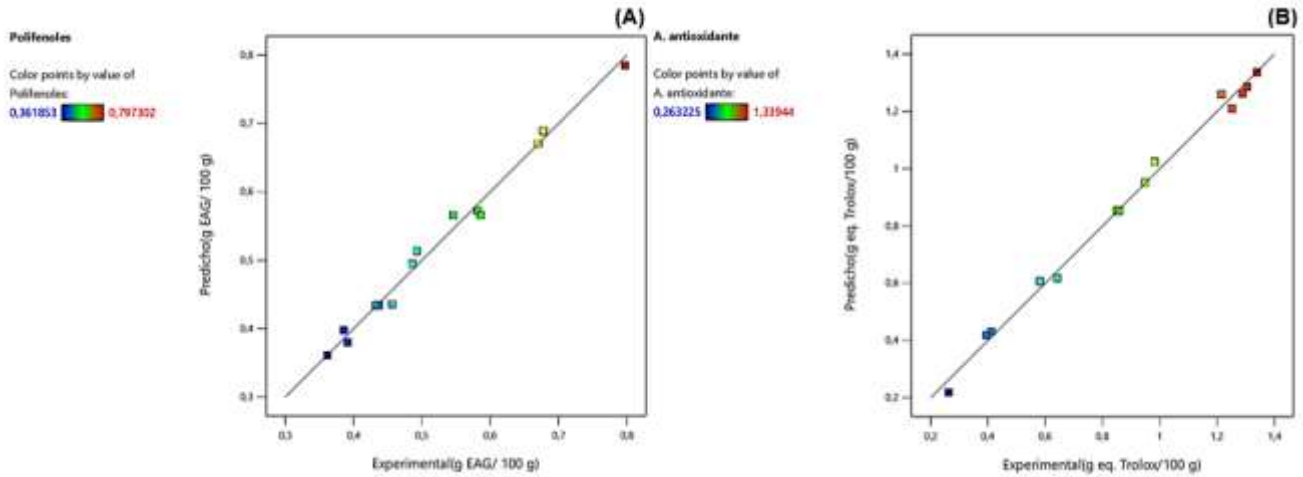 (A)
Polifenoles
Color points by value of
Polifenoles:
0,361853 0,797302
Predicho(g EAG/ 100 g)
0,8
0,7
0,6
0,5
0,4
0,3
0,3 0,4 0,5 0,6 0,7 0,8
Experimental(g EAG/ 100 g)
(B)
A. antioxidante
Color points by value of
A. antioxidante:
0,263225 1,33944
Predicho(g eq. Trolox/100 g)
1,4
1,2
1
0,8
0,6
0,4
0,2
0,2 0,4 0,6 0,8 1 1,2 1,4
Experimental(g eq. Trolox/100 g)